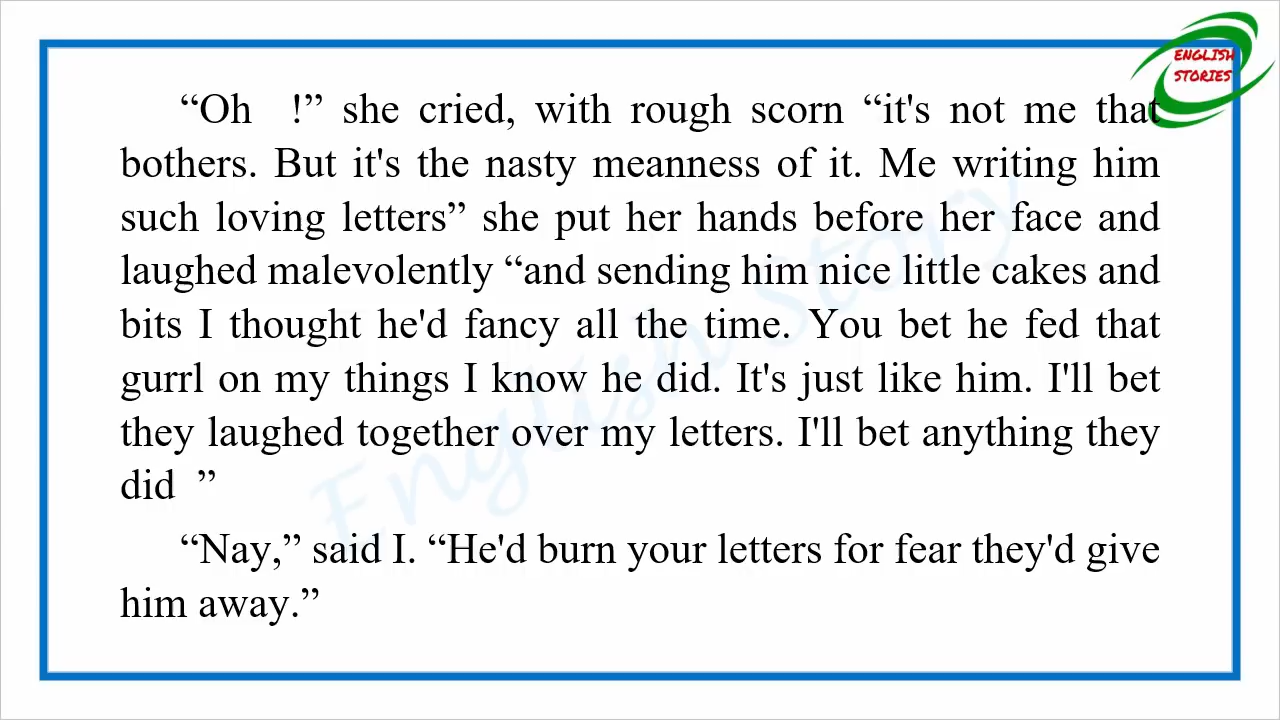 ENGLISH
STORIES
“Oh !” she cried, with rough scorn “it's not me that
bothers. But it's the nasty meanness of it. Me writing him
such loving letters” she put her hands before her face and
laughed malevolently “and sending him nice little cakes and
bits I thought he'd fancy all the time. You bet he fed that
gurrl on my things I know he did. It's just like him. I'll bet
they laughed together over my letters. I'll bet anything they
did ”
“Nay,” said I. “He'd burn your letters for fear they'd give
him away.”
English Story